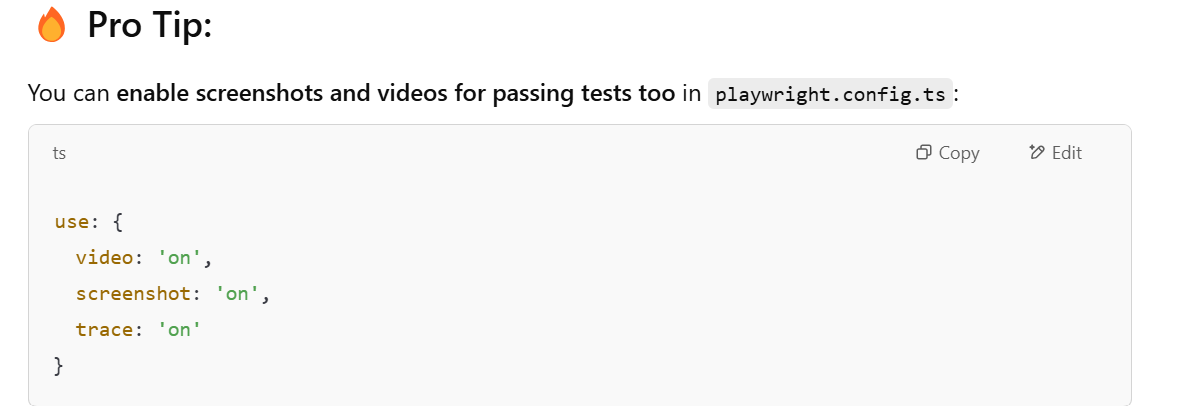 🔥 Pro Tip:
You can enable screenshots and videos for passing tests too in playwright.config.ts:
ts
Copy
Edit
use: {
  video: 'on',
  screenshot: 'on',
  trace: 'on'
}